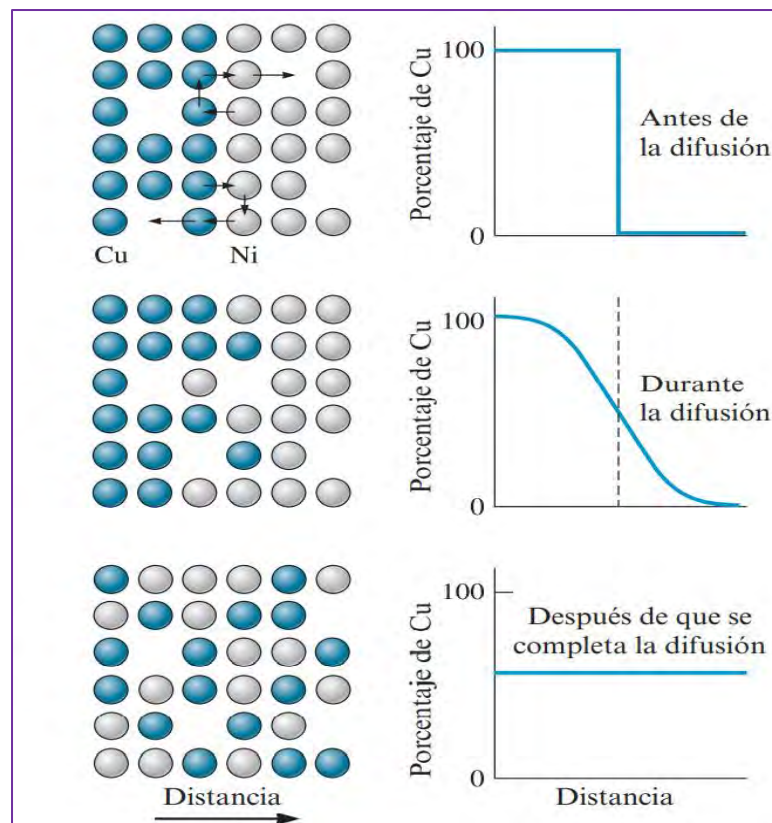 Porcentaje de Cu
100
0
Antes de
la difusión
Cu
Ni
Porcentaje de Cu
100
0
Durante
la difusión
Porcentaje de Cu
100
0
Después de que se
completa la difusión
Distancia
Distancia